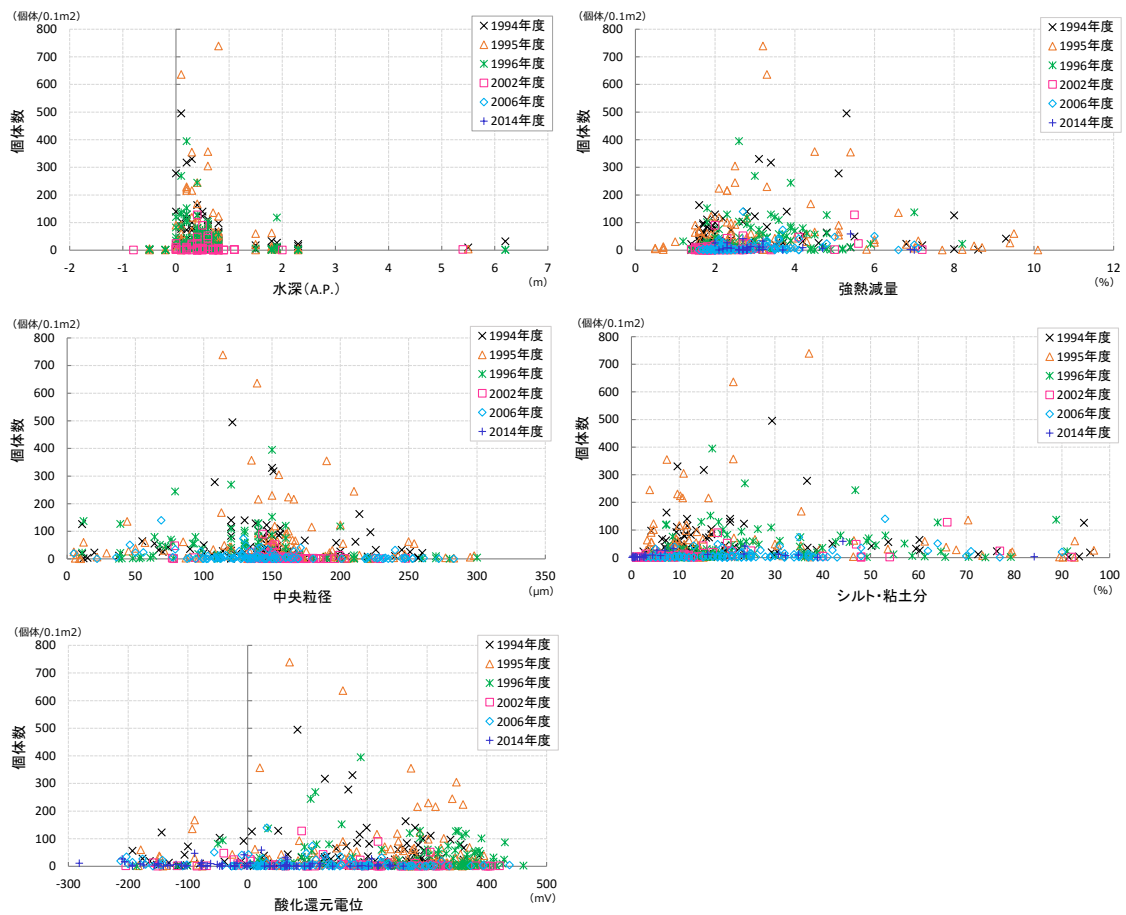 （個体/0.1m2）
個体数
800
700
600
500
400
300
200
100
0
-2 -1 0 1 2 3 4 5 6 7
水深（A.P.）
（m）
1994年度
1995年度
1996年度
2002年度
2006年度
2014年度
（個体/0.1m2）
個体数
800
700
600
500
400
300
200
100
0
0 2 4 6 8 10 12
強熱減量
（%）
1994年度
1995年度
1996年度
2002年度
2006年度
2014年度
（個体/0.1m2）
個体数
800
700
600
500
400
300
200
100
0
0 50 100 150 200 250 300 350
中央粒径
（μm）
1994年度
1995年度
1996年度
2002年度
2006年度
2014年度
（個体/0.1m2）
個体数
800
700
600
500
400
300
200
100
0
0 10 20 30 40 50 60 70 80 90 100
シルト・粘土分
（%）
1994年度
1995年度
1996年度
2002年度
2006年度
2014年度
（個体/0.1m2）
個体数
800
700
600
500
400
300
200
100
0
-300 -200 -100 0 100 200 300 400 500
酸化還元電位
（mV）
1994年度
1995年度
1996年度
2002年度
2006年度
2014年度